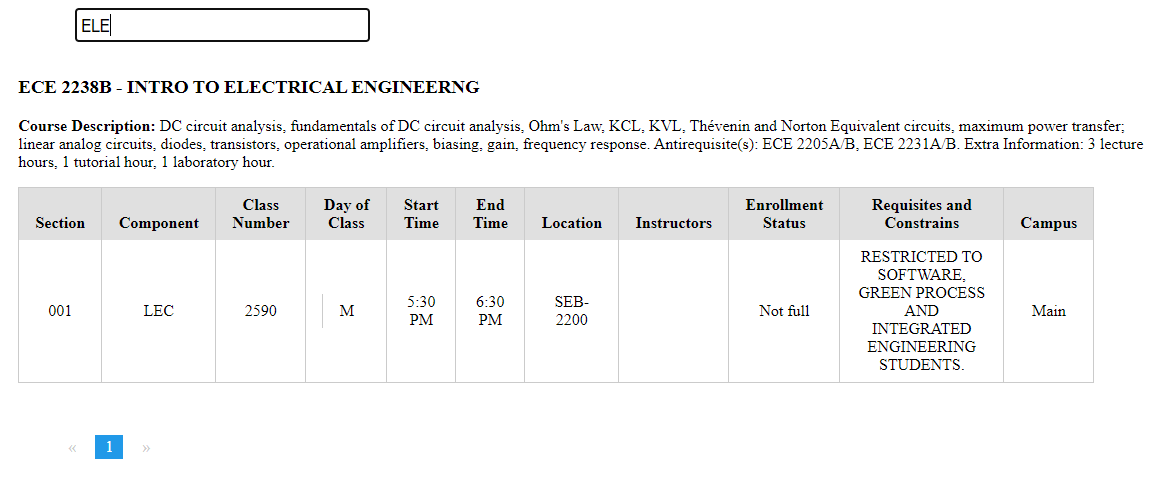 ELE
ECE 2238B - INTRO TO ELECTRICAL ENGINEERNG
Course Description: DC circuit analysis, fundamentals of DC circuit analysis, Ohm's Law, KCL, KVL, Thévenin and Norton Equivalent circuits, maximum power transfer;
linear analog circuits, diodes, transistors, operational amplifiers, biasing, gain, frequency response. Antirequisite(s): ECE 2205A/B, ECE 2231A/B. Extra Information: 3 lecture
hours, 1 tutorial hour, 1 laboratory hour.
Section
Component
Class
Number
Day of
Class
Start
Time
End
Time
Location
Instructors
Enrollment
Status
Requisites and
Constrains
Campus
001
LEC
2590
M
5:30
PM
6:30
PM
SEB-
2200
Not full
RESTRICTED TO
SOFTWARE,
GREEN PROCESS
AND
INTEGRATED
ENGINEERING
STUDENTS.
Main
« 1 »